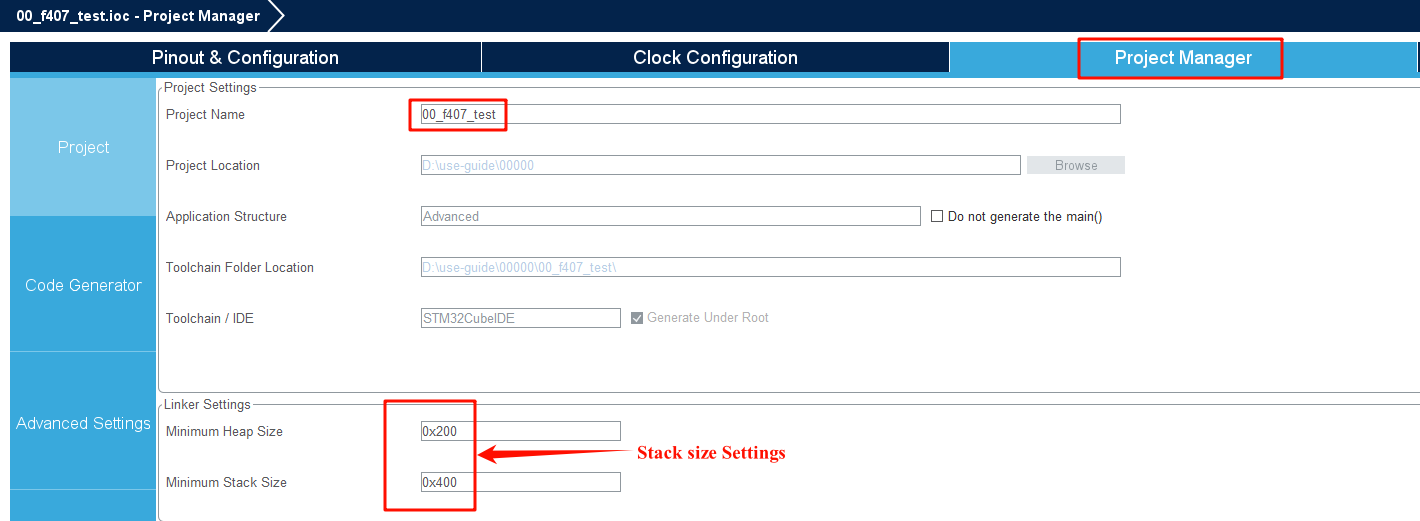 00_f407_test.ioc - Project Manager
Pinout & Configuration
Clock Configuration
Project Manager
Project
Code Generator
Advanced Settings
Project Settings
Project Name
00_f407_test
Project Location
D:\use-guide\00000
Browse
Application Structure
Advanced
Do not generate the main()
Toolchain Folder Location
D:\use-guide\00000\00_f407_test\
Toolchain / IDE
STM32CubeIDE
Generate Under Root
Linker Settings
Minimum Heap Size
0x200
Stack size Settings
Minimum Stack Size
0x400